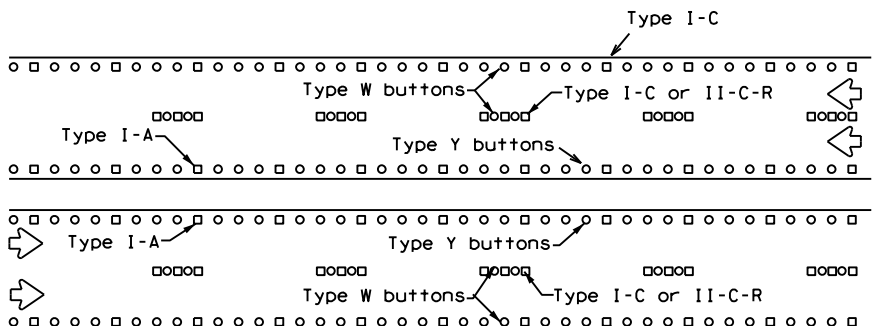 Type I-C
Type W buttons
Type I-C or II-C-R
Type I-A
Type Y buttons
Type I-A
Type Y buttons
Type W buttons
Type I-C or II-C-R